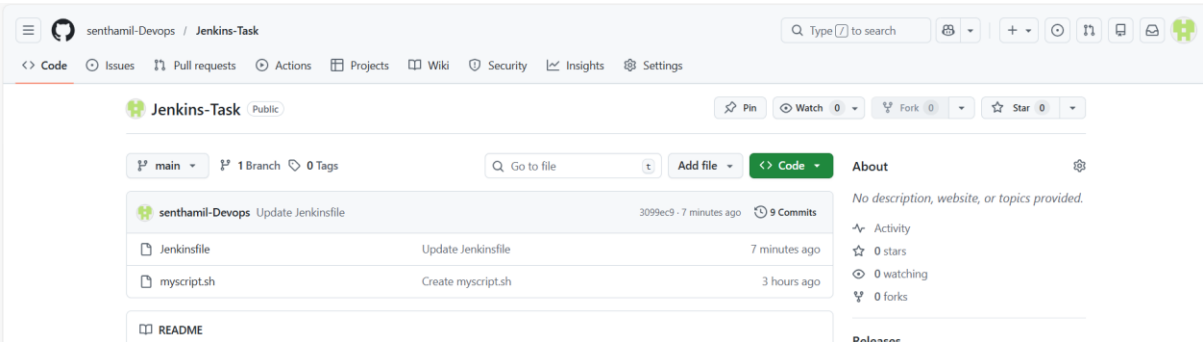 senthamil-Devops / Jenkins-Task
Type / to search
Code Issues Pull requests Actions Projects Wiki Security Insights Settings
Jenkins-Task Public
Pin Watch 0 Fork 0 Star 0
main 1 Branch 0 Tags
Go to file t Add file Code
About
senthamil-Devops Update Jenkinsfile 3099ec9 · 7 minutes ago 9 Commits
No description, website, or topics provided.
Jenkinsfile Update Jenkinsfile 7 minutes ago
myscript.sh Create myscript.sh 3 hours ago
Activity
0 stars
0 watching
0 forks
README
Releases